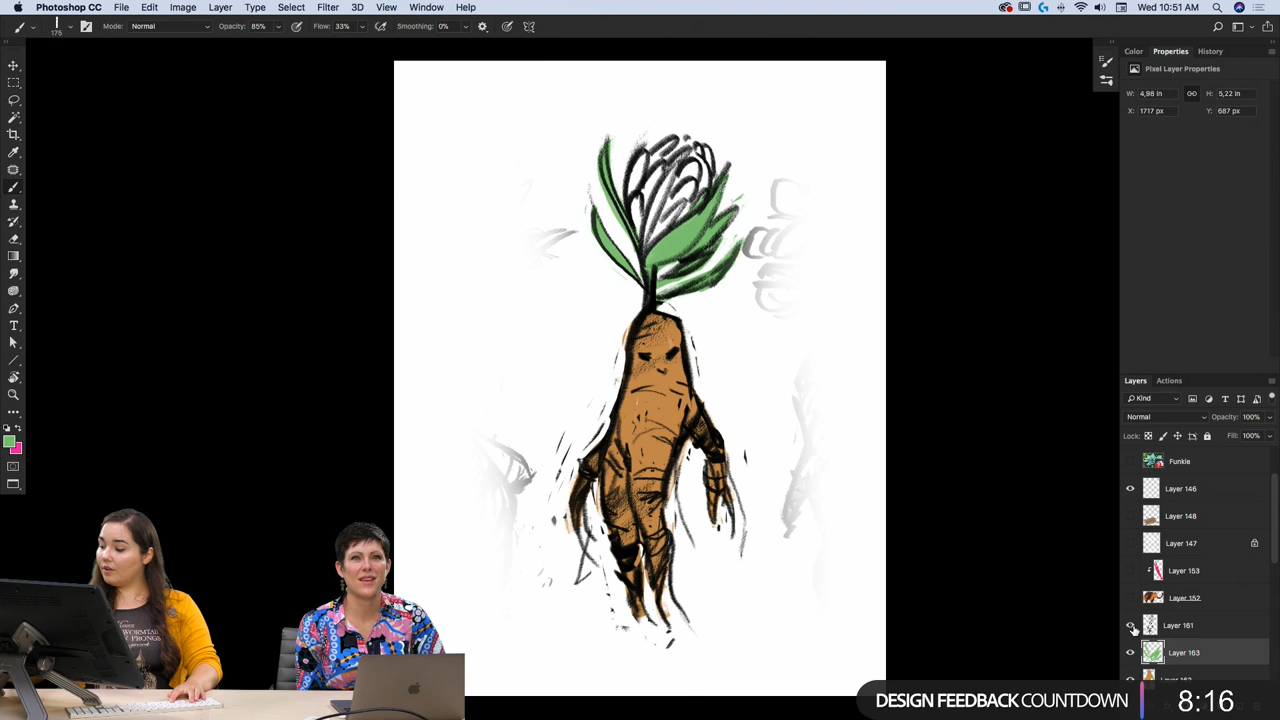 Photoshop CC File Edit Image Layer Type Select Filter 3D View Window Help Wed 10:51 AM
175 Mode: Normal Opacity: 85% Flow: 33% Smoothing: 0%
Color Properties History
Pixel Layer Properties
W: 4,98 in H: 5,22 in
X: 1717 px Y: 687 px
Layers Actions
Kind
Normal Opacity: 100%
Lock: Fill: 100%
Funkie
Layer 146
Layer 148
Layer 147
Layer 153
Layer 152
Layer 161
Layer 163
WORMTAIL
PRONGS
DESIGN FEEDBACK COUNTDOWN 8:16